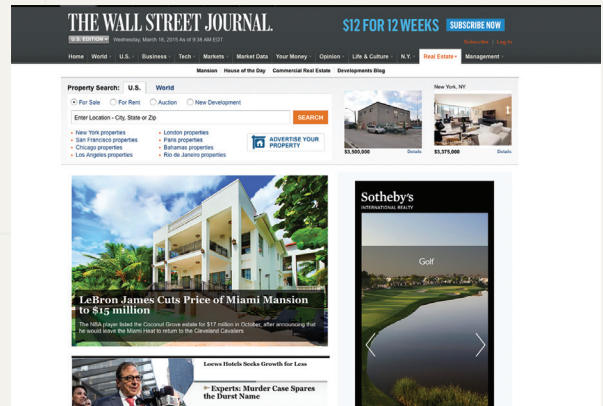 THE WALL STREET JOURNAL.
$12 FOR 12 WEEKS SUBSCRIBE NOW
U.S. EDITION Wednesday, March 18, 2015 As of 9:38 AM EDT
Subscribe | Log In
Home World U.S. Business Tech Markets Market Data Your Money Opinion Life & Culture N.Y. Real Estate Management
Mansion House of the Day Commercial Real Estate Developments Blog
Property Search: U.S. World
For Sale For Rent Auction New Development
Enter Location - City, State or Zip SEARCH
New York properties
San Francisco properties
Chicago properties
Los Angeles properties
London properties
Paris properties
Bahamas properties
Rio de Janeiro properties
ADVERTISE YOUR
PROPERTY
$3,500,000 Details
New York, NY
$3,375,000 Details
LeBron James Cuts Price of Miami Mansion
to $15 million
The NBA player listed the Coconut Grove estate for $17 million in October, after announcing that
he would leave the Miami Heat to return to the Cleveland Cavaliers
Loews Hotels Seeks Growth for Less
Experts: Murder Case Spares
the Durst Name
Sotheby's
INTERNATIONAL REALTY
Golf